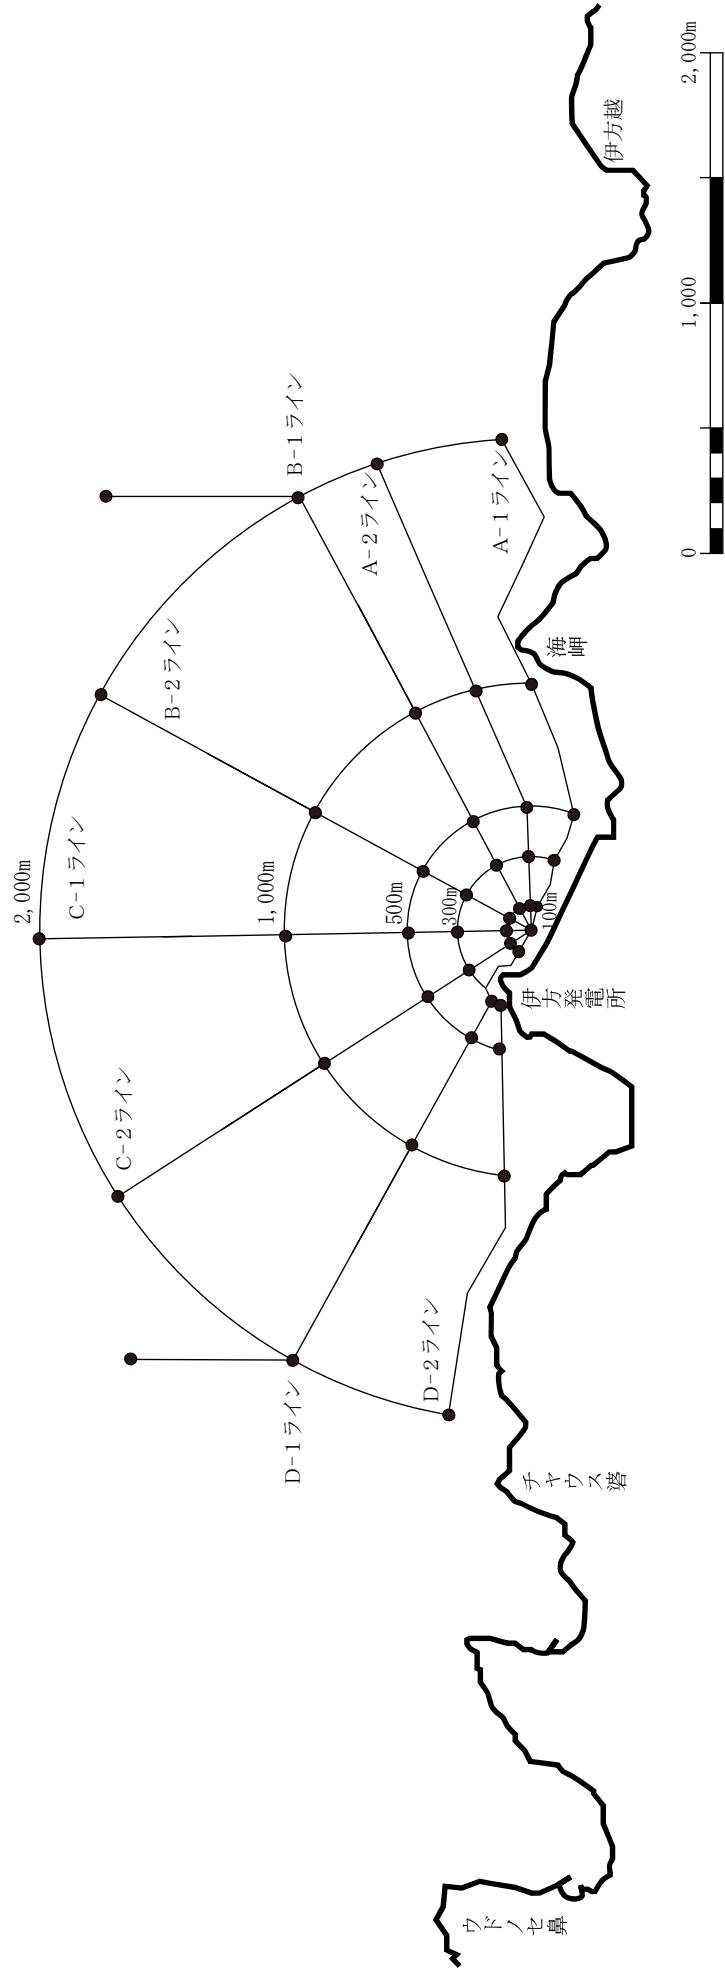 ウドノセ鼻
チャウス碆
伊方発電所
海岬
伊方越
D-2ライン
D-1ライン
C-2ライン
C-1ライン
B-2ライン
B-1ライン
A-2ライン
A-1ライン
2,000m
1,000m
500m
300m
100m
0
1,000
2,000m